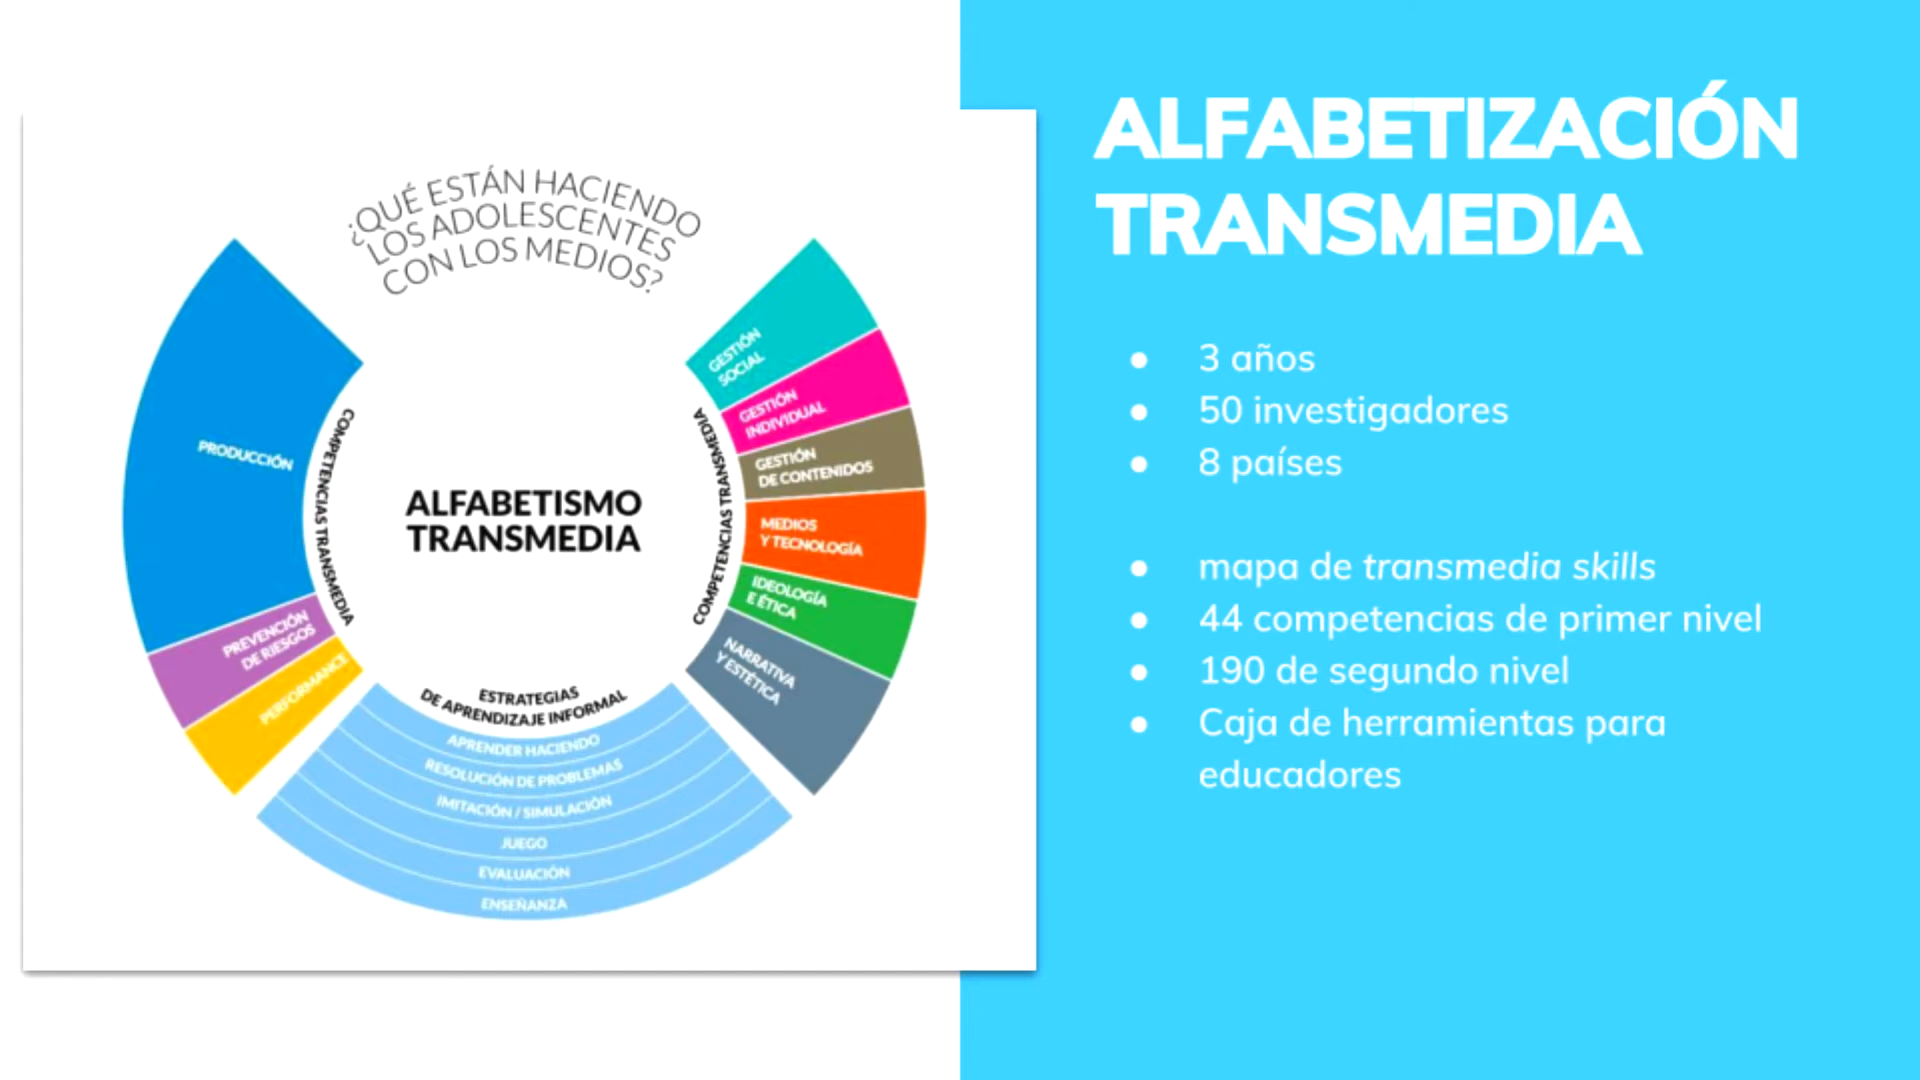 ¿QUÉ ESTÁN HACIENDO
LOS ADOLESCENTES
CON LOS MEDIOS?
PRODUCCIÓN
PREVENCIÓN
DE RIESGOS
PERFORMANCE
COMPETENCIAS TRANSMEDIA
ALFABETISMO
TRANSMEDIA
COMPETENCIAS TRANSMEDIA
GESTIÓN
SOCIAL
GESTIÓN
INDIVIDUAL
GESTIÓN
DE CONTENIDOS
MEDIOS
Y TECNOLOGÍA
IDEOLOGÍA
E ÉTICA
NARRATIVA
Y ESTÉTICA
ESTRATEGIAS
DE APRENDIZAJE INFORMAL
APRENDER HACIENDO
RESOLUCIÓN DE PROBLEMAS
IMITACIÓN / SIMULACIÓN
JUEGO
EVALUACIÓN
ENSEÑANZA
ALFABETIZACIÓN
TRANSMEDIA
● 3 años
● 50 investigadores
● 8 países
● mapa de transmedia skills
● 44 competencias de primer nivel
● 190 de segundo nivel
● Caja de herramientas para
educadores